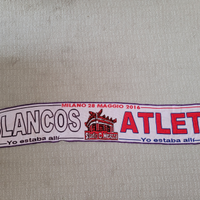 MILANO 28 MAGGIO 2016
BLANCOS ATLET
Yo estaba allí Yo estaba allí